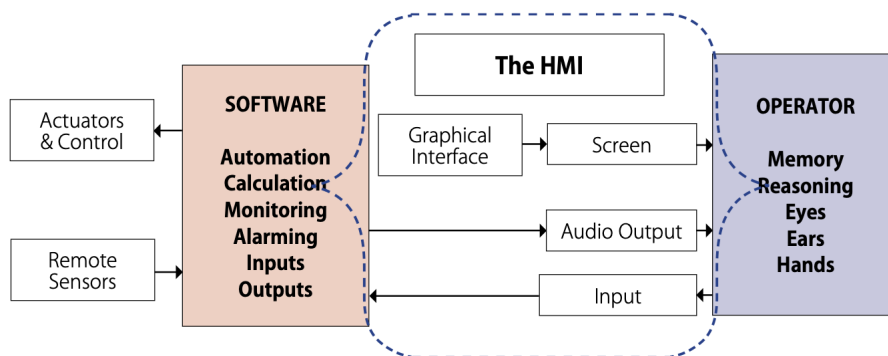 The HMI
SOFTWARE
Automation
Calculation
Monitoring
Alarming
Inputs
Outputs
Actuators
& Control
Remote
Sensors
Graphical
Interface
Screen
Audio Output
Input
OPERATOR
Memory
Reasoning
Eyes
Ears
Hands